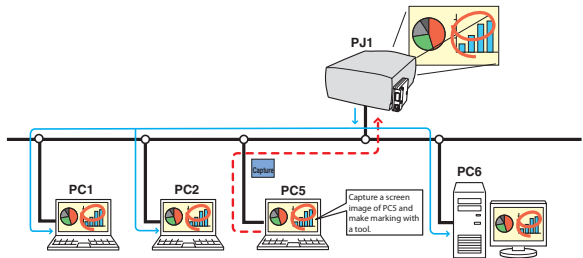 PJ1
Capture
PC1
PC2
PC5
PC6
Capture a screen
image of PC5 and
make marking with
a tool.